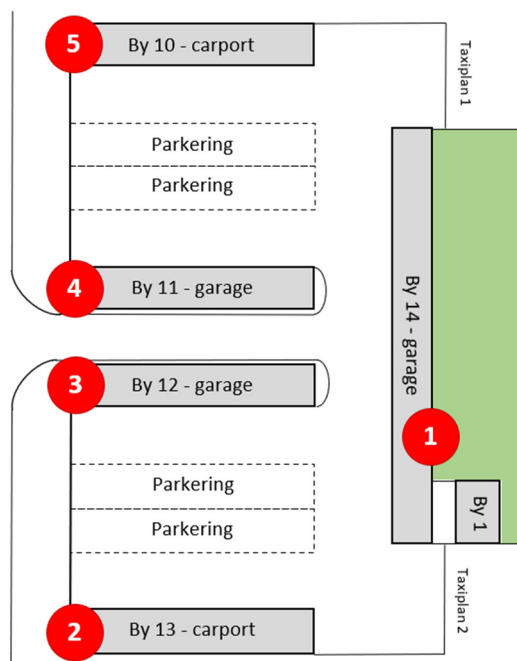 5
By 10 - carport
Taxiplan 1
Parkering
Parkering
4
By 11 - garage
By 14 - garage
3
By 12 - garage
1
Parkering
Parkering
By 1
2
By 13 - carport
Taxiplan 2